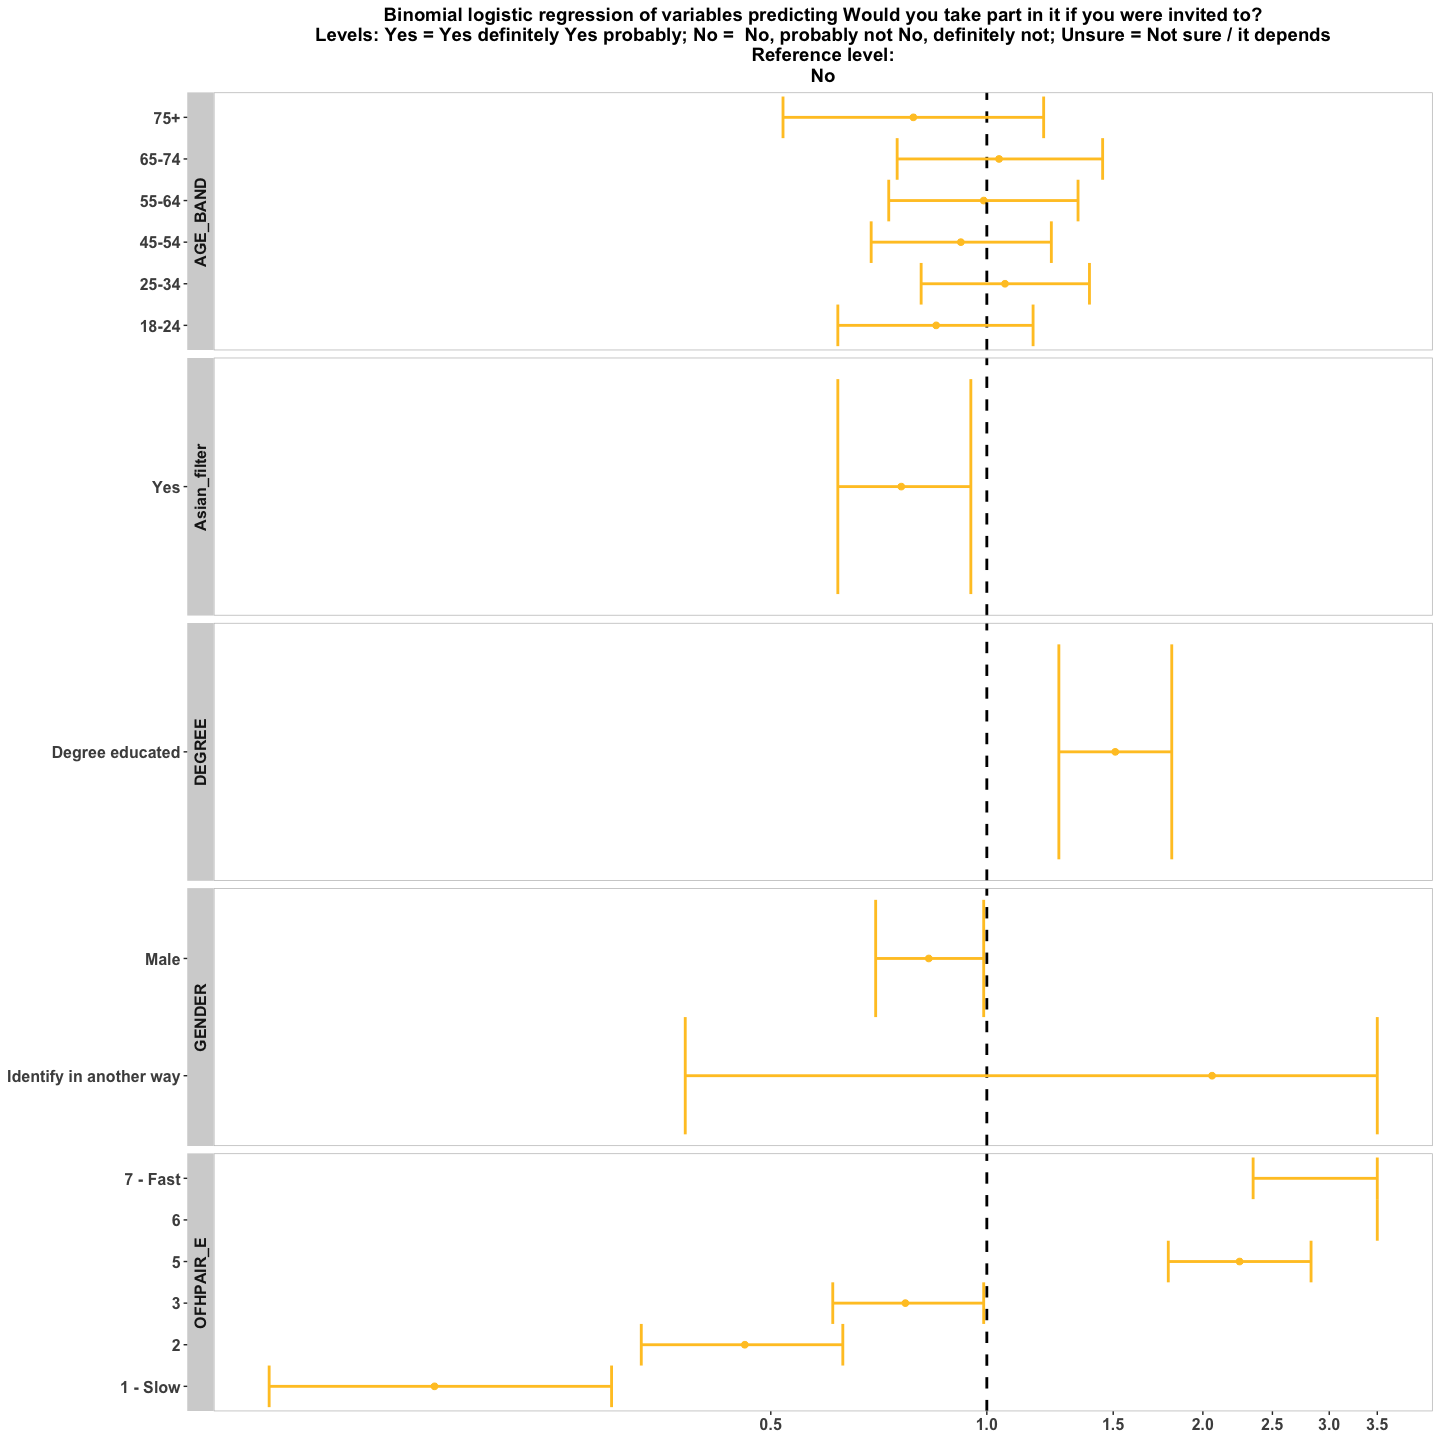 Binomial logistic regression of variables predicting Would you take part in it if you were invited to?
Levels: Yes = Yes definitely Yes probably; No =  No, probably not No, definitely not; Unsure = Not sure / it depends
Reference level:
No
AGE_BAND
75+
65-74
55-64
45-54
25-34
18-24
Asian_filter
Yes
DEGREE
Degree educated
GENDER
Male
Identify in another way
OFHPAIR_E
7 - Fast
6
5
3
2
1 - Slow
0.5 1.0 1.5 2.0 2.5 3.0 3.5